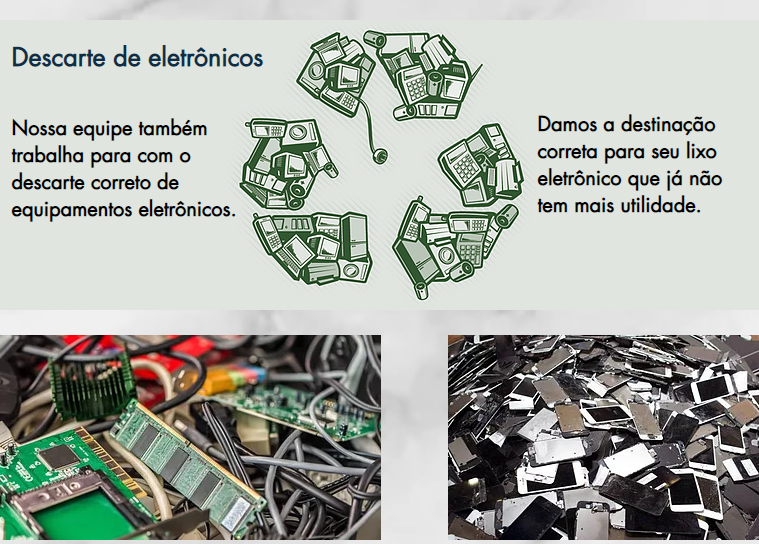 Descarte de eletrônicos
Nossa equipe também
trabalha para com o
descarte correto de
equipamentos eletrônicos.
Damos a destinação
correta para seu lixo
eletrônico que já não
tem mais utilidade.